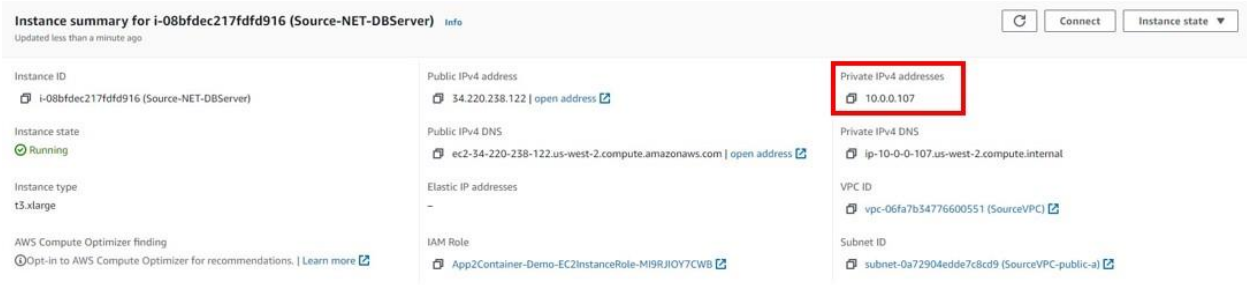 Instance summary for i-08bfdec217fdfd916 (Source-NET-DBServer) Info
Updated less than a minute ago
Connect
Instance state
Instance ID
i-08bfdec217fdfd916 (Source-NET-DBServer)
Public IPv4 address
34.220.238.122 | open address
Private IPv4 addresses
10.0.0.107
Instance state
Running
Public IPv4 DNS
ec2-34-220-238-122.us-west-2.compute.amazonaws.com | open address
Private IPv4 DNS
ip-10-0-0-107.us-west-2.compute.internal
Instance type
t3.xlarge
Elastic IP addresses
–
VPC ID
vpc-06fa7b34776600551 (SourceVPC)
AWS Compute Optimizer finding
Opt-in to AWS Compute Optimizer for recommendations. | Learn more
IAM Role
App2Container-Demo-EC2InstanceRole-MI9RJIOY7CWB
Subnet ID
subnet-0a72904edde7c8cd9 (SourceVPC-public-a)